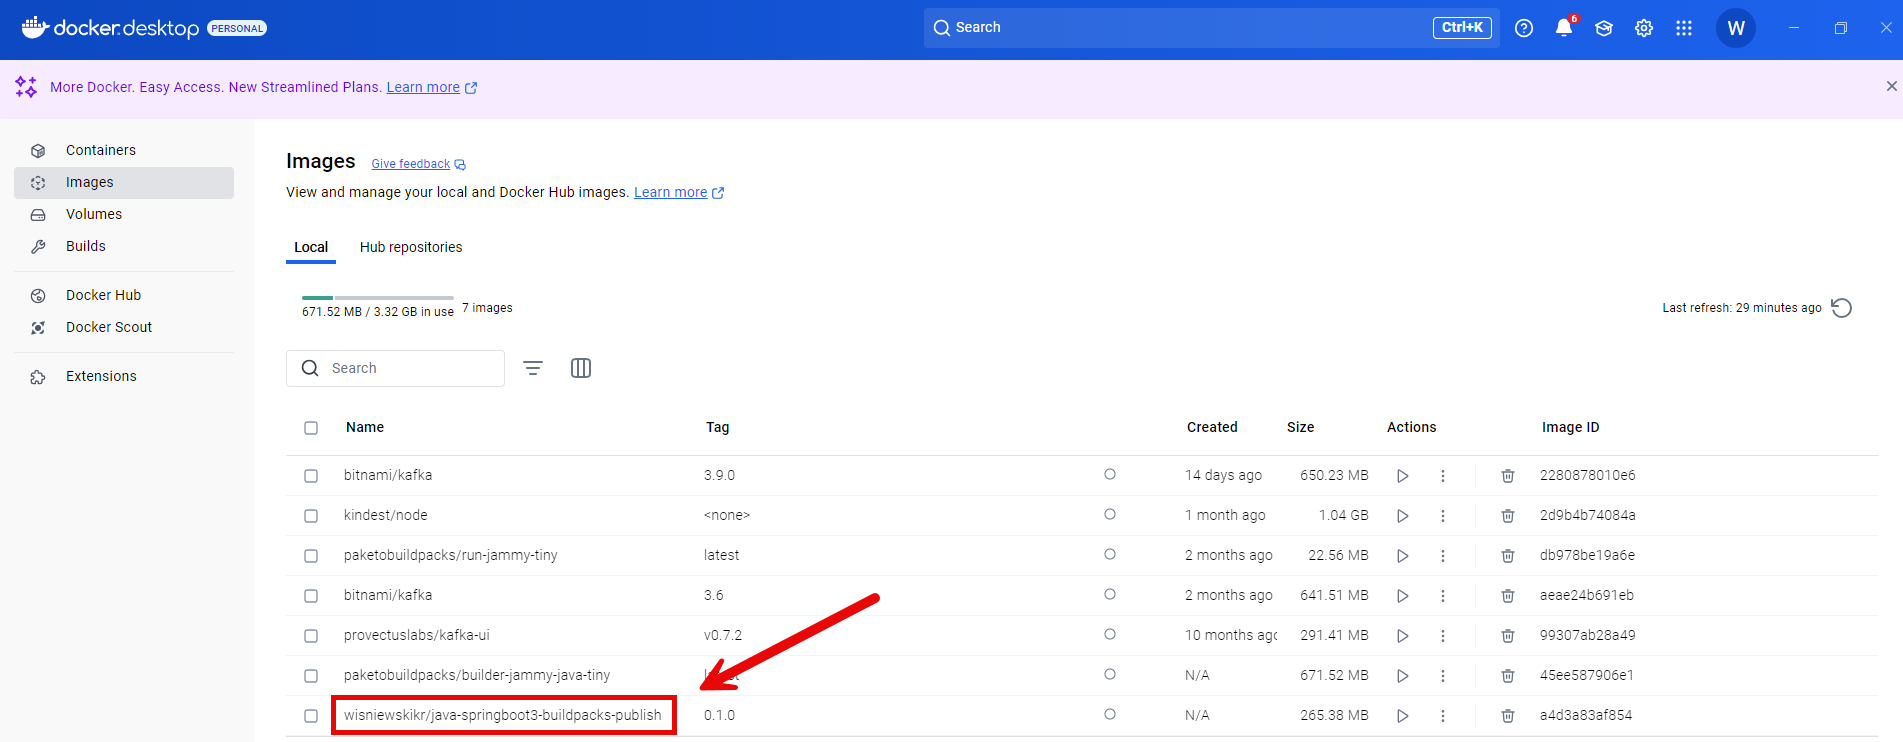 docker.desktop PERSONAL Search Ctrl+K 6 W
More Docker. Easy Access. New Streamlined Plans. Learn more
Containers
Images
Volumes
Builds
Docker Hub
Docker Scout
Extensions
Images Give feedback
View and manage your local and Docker Hub images. Learn more
Local Hub repositories
671.52 MB / 3.32 GB in use 7 images Last refresh: 29 minutes ago
Search
Name Tag Created Size Actions Image ID
bitnami/kafka 3.9.0 14 days ago 650.23 MB 2280878010e6
kindest/node <none> 1 month ago 1.04 GB 2d9b4b74084a
paketobuildpacks/run-jammy-tiny latest 2 months ago 22.56 MB db978be19a6e
bitnami/kafka 3.6 2 months ago 641.51 MB aeae24b691eb
provectuslabs/kafka-ui v0.7.2 10 months ago 291.41 MB 99307ab28a49
paketobuildpacks/builder-jammy-java-tiny N/A 671.52 MB 45ee587906e1
wisniewskikr/java-springboot3-buildpacks-publish 0.1.0 N/A 265.38 MB a4d3a83af854